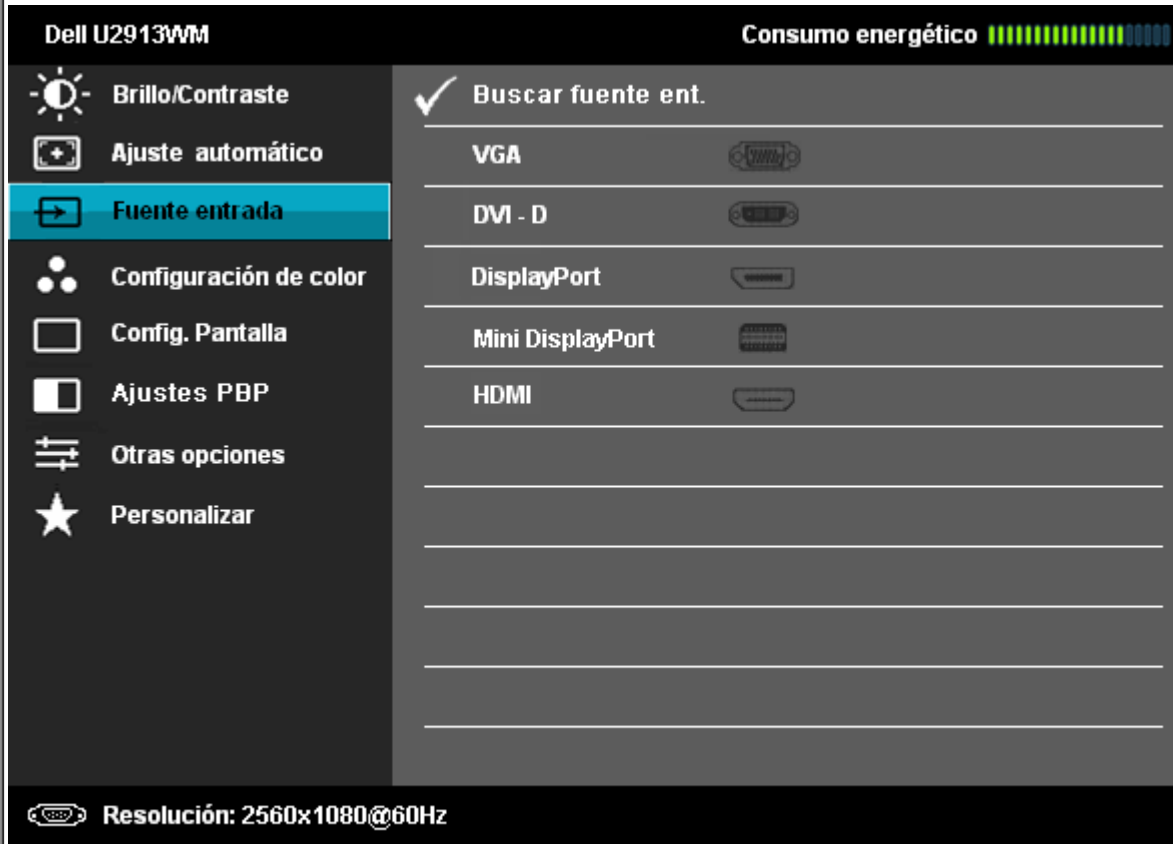 Dell U2913WM
Consumo energético
Brillo/Contraste
Ajuste automático
Fuente entrada
Configuración de color
Config. Pantalla
Ajustes PBP
Otras opciones
Personalizar
Buscar fuente ent.
VGA
DVI - D
DisplayPort
Mini DisplayPort
HDMI
Resolución: 2560x1080@60Hz